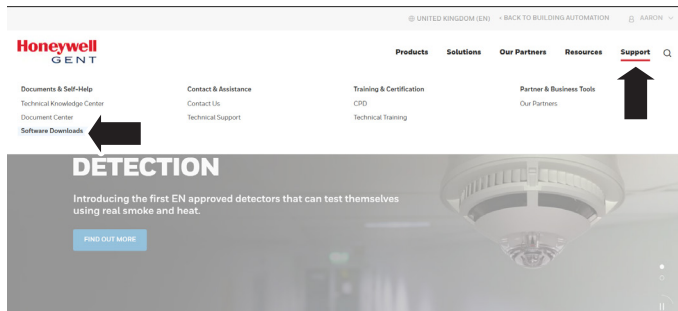 UNITED KINGDOM (EN) < BACK TO BUILDING AUTOMATION AARON
Honeywell
GENT
Products Solutions Our Partners Resources Support
Documents & Self-Help Contact & Assistance Training & Certification Partner & Business Tools
Technical Knowledge Center Contact Us CPD Our Partners
Document Center Technical Support Technical Training
Software Downloads
DETECTION
Introducing the first EN approved detectors that can test themselves
using real smoke and heat.
FIND OUT MORE